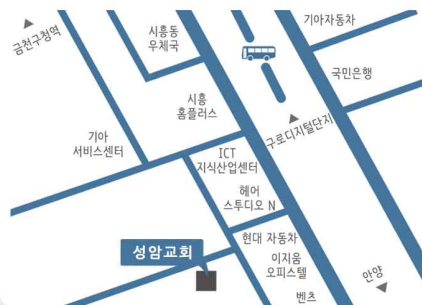 금천구청역
시흥동
우체국
기아자동차
국민은행
시흥
홈플러스
구로디지털단지
기아
서비스센터
ICT
지식산업센터
헤어
스투디오 N
현대 자동차
성암교회
이지움
오피스텔
안양
벤츠